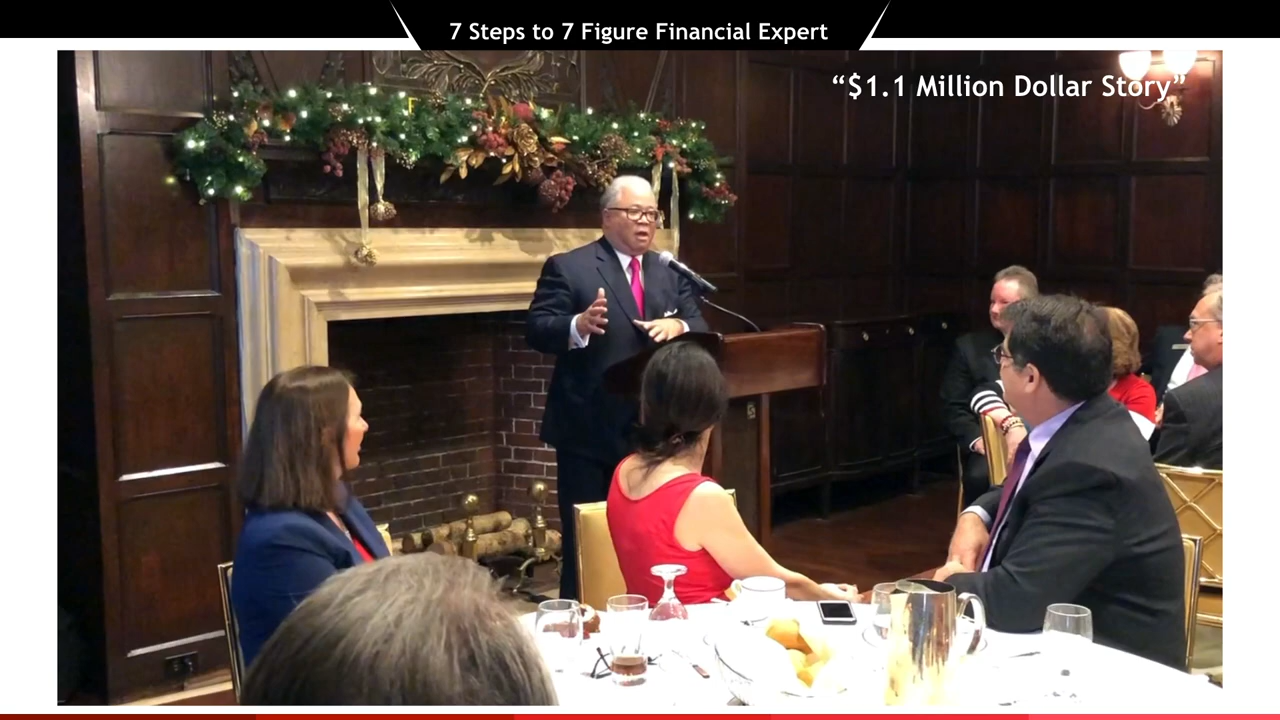 7 Steps to 7 Figure Financial Expert
“$1.1 Million Dollar Story”